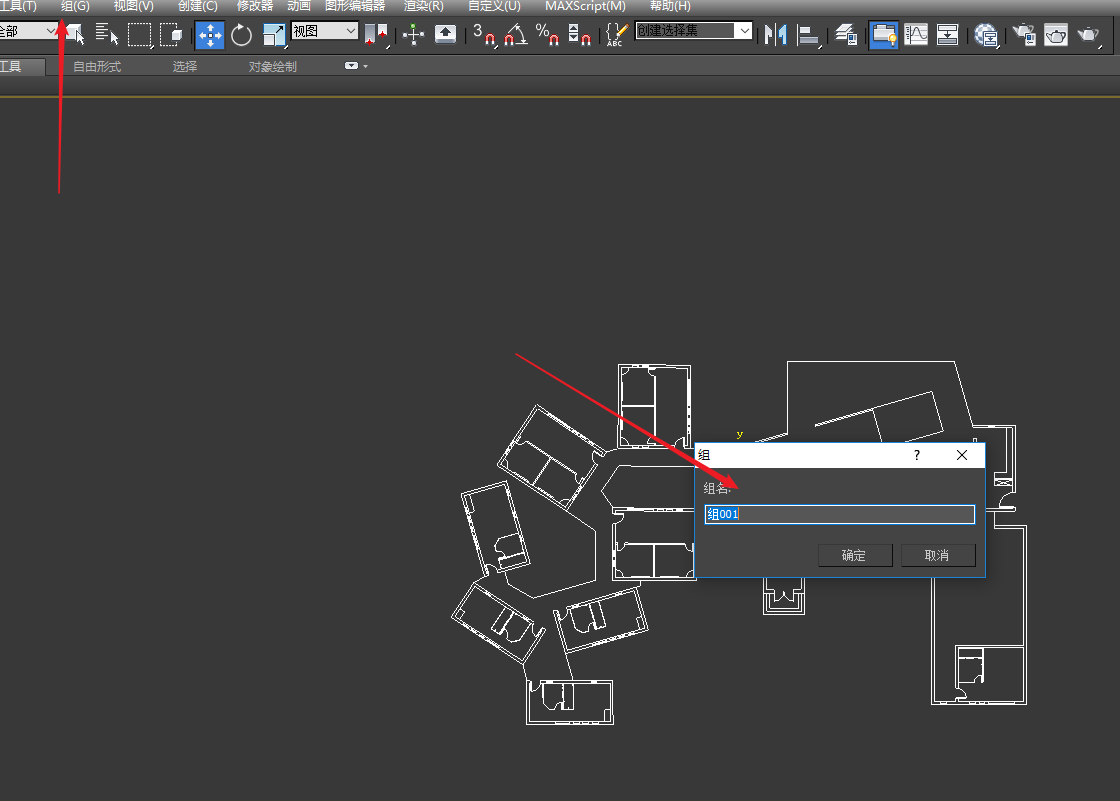 工具(T) 组(G) 视图(V) 创建(C) 修改器 动画 图形编辑器 渲染(R) 自定义(U) MAXScript(M) 帮助(H)
全部 视图 3 % ABC 创建选择集
工具 自由形式 选择 对象绘制
y
组 ?
组名:
组001
确定 取消